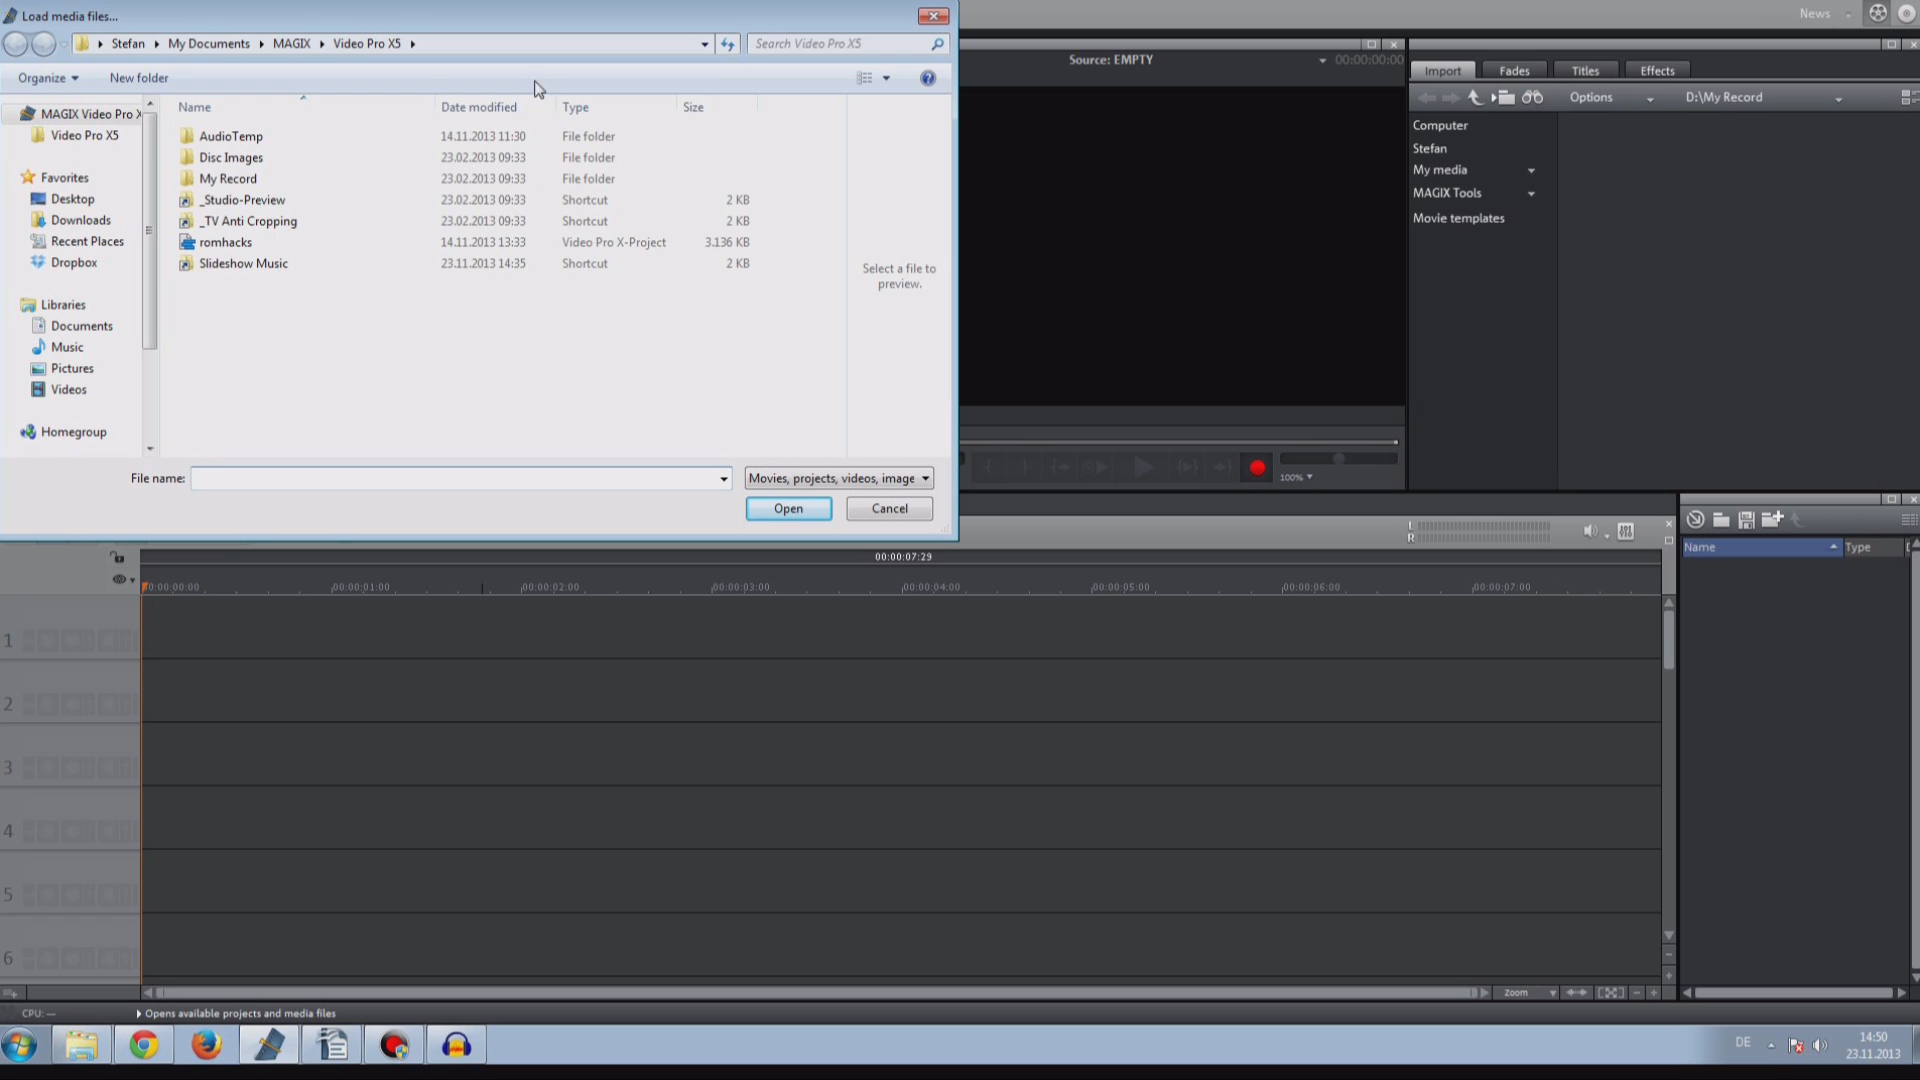 Load media files...
Stefan
My Documents
MAGIX
Video Pro X5
Search Video Pro X5
Organize
New folder
Name
Date modified
Type
Size
MAGIX Video Pro X
Video Pro X5
Favorites
Desktop
Downloads
Recent Places
Dropbox
Libraries
Documents
Music
Pictures
Videos
Homegroup
AudioTemp 14.11.2013 11:30 File folder
Disc Images 23.02.2013 09:33 File folder
My Record 23.02.2013 09:33 File folder
_Studio-Preview 23.02.2013 09:33 Shortcut 2 KB
_TV Anti Cropping 23.02.2013 09:33 Shortcut 2 KB
romhacks 14.11.2013 13:33 Video Pro X-Project 3.136 KB
Slideshow Music 23.11.2013 14:35 Shortcut 2 KB
Select a file to
preview.
File name:
Movies, projects, videos, image
Open
Cancel
News
Source: EMPTY
00:00:00:00
100%
Import
Fades
Titles
Effects
Options
D:\My Record
Computer
Stefan
My media
MAGIX Tools
Movie templates
L
R
Name
Type
00:00:07:29
00:00:00:00
00:00:01:00
00:00:02:00
00:00:03:00
00:00:04:00
00:00:05:00
00:00:06:00
00:00:07:00
1
2
3
4
5
6
Zoom
CPU: —
Opens available projects and media files
DE
14:50
23.11.2013